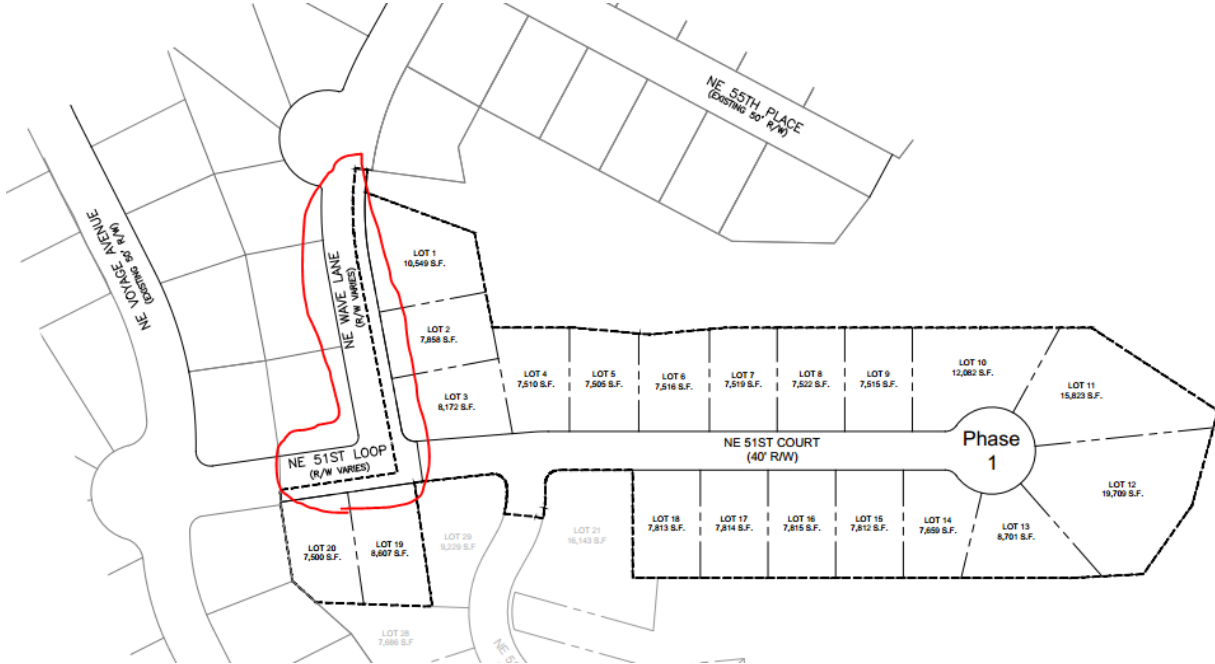 NE 55TH PLACE
(EXISTING 50' R/W)
NE VOYAGE AVENUE
(EXISTING 50' R/W)
NE WAVE LANE
(R/W VARIES)
LOT 1
10,549 S.F.
LOT 2
7,858 S.F.
LOT 3
8,172 S.F.
LOT 4
7,510 S.F.
LOT 5
7,505 S.F.
LOT 6
7,516 S.F.
LOT 7
7,519 S.F.
LOT 8
7,522 S.F.
LOT 9
7,515 S.F.
LOT 10
12,082 S.F.
LOT 11
15,823 S.F.
NE 51ST LOOP
(R/W VARIES)
NE 51ST COURT
(40' R/W)
Phase
1
LOT 12
19,709 S.F.
LOT 20
7,500 S.F.
LOT 19
8,607 S.F.
LOT 29
9,229 S.F
LOT 21
16,143 S.F
LOT 18
7,813 S.F.
LOT 17
7,814 S.F.
LOT 16
7,815 S.F.
LOT 15
7,812 S.F.
LOT 14
7,659 S.F.
LOT 13
8,701 S.F.
LOT 28
7,666 S.F
NE